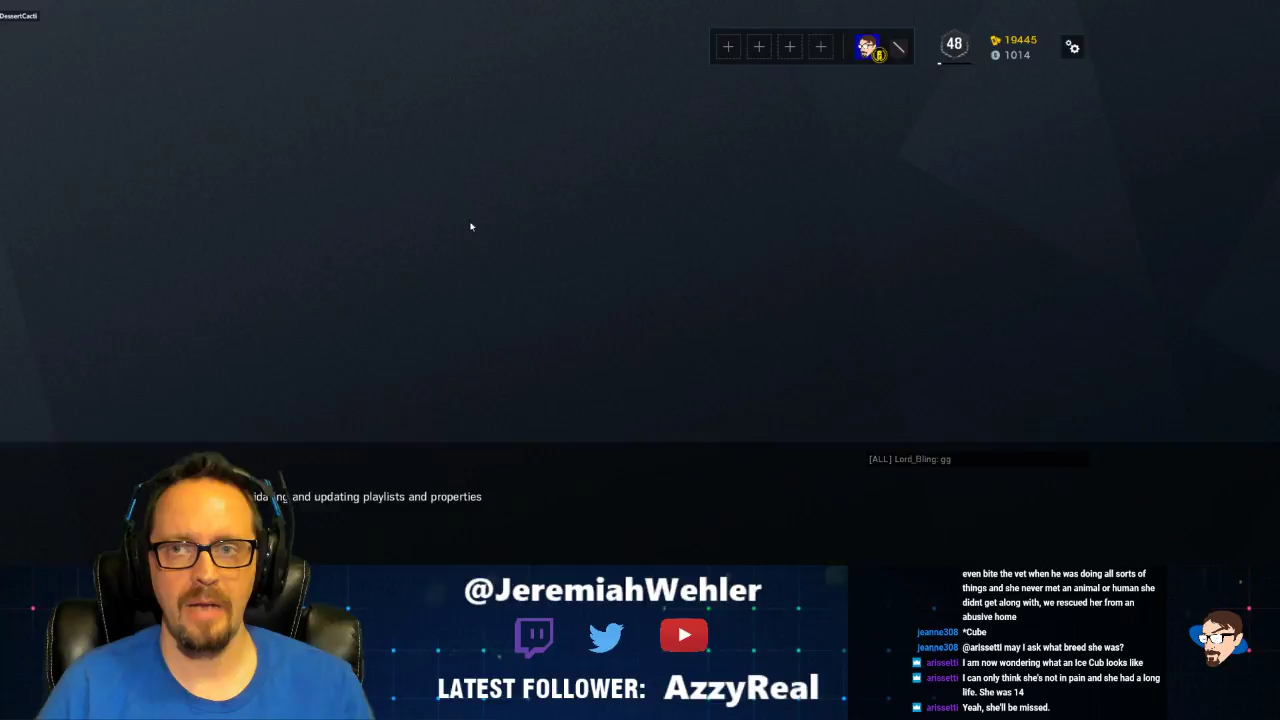 DessertCacti
48
19445
1014
[ALL] Lord_Bling: gg
and updating playlists and properties
@JeremiahWehler
LATEST FOLLOWER: AzzyReal
even bite the vet when he was doing all sorts of
things and she never met an animal or human she
didnt get along with, we rescued her from an
abusive home
jeanne308 *Cube
jeanne308 @arissetti may I ask what breed she was?
arissetti I am now wondering what an Ice Cub looks like
arissetti I can only think she's not in pain and she had a long
life. She was 14
arissetti Yeah, she'll be missed.